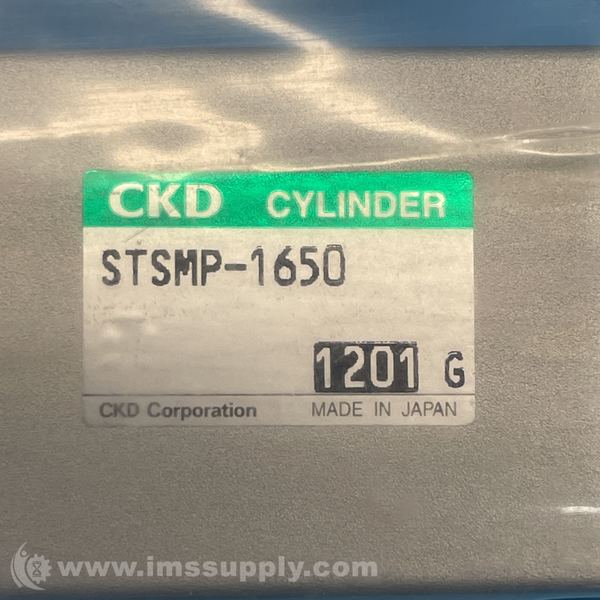 CKD CYLINDER
STSMP-1650
1201 G
CKD Corporation MADE IN JAPAN
www.imssupply.com